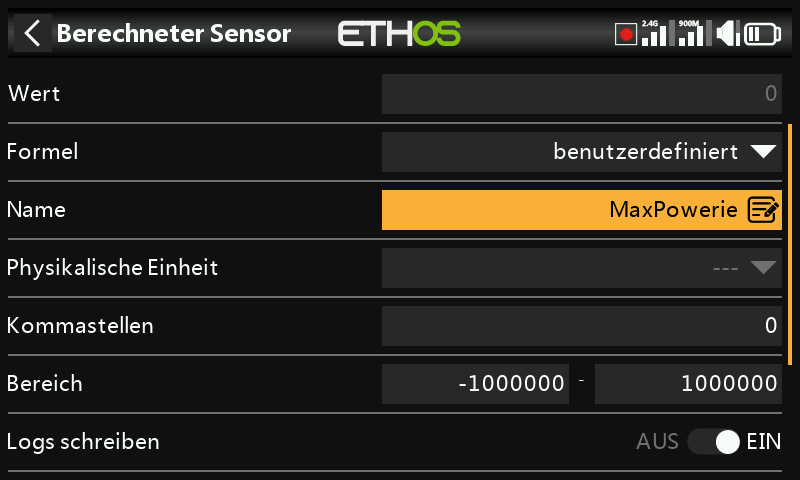 Berechneter Sensor ETHOS 2.4G 900M
Wert 0
Formel benutzerdefiniert
Name MaxPowerie
Physikalische Einheit ---
Kommastellen 0
Bereich -1000000 - 1000000
Logs schreiben AUS EIN